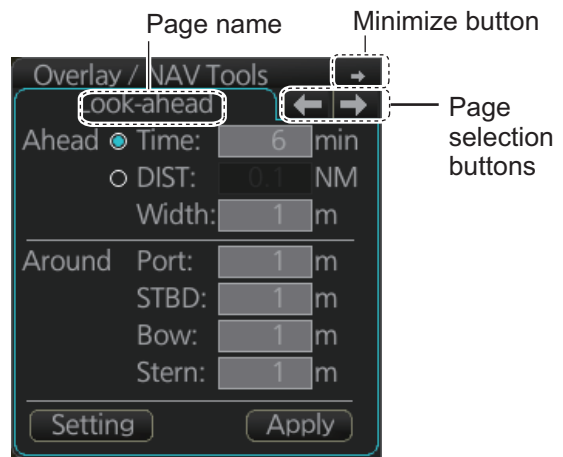 Page name
Minimize button
Overlay / NAV Tools
Look-ahead
Page selection buttons
Ahead Time: 6 min
DIST: 0.1 NM
Width: 1 m
Around Port: 1 m
STBD: 1 m
Bow: 1 m
Stern: 1 m
Setting Apply